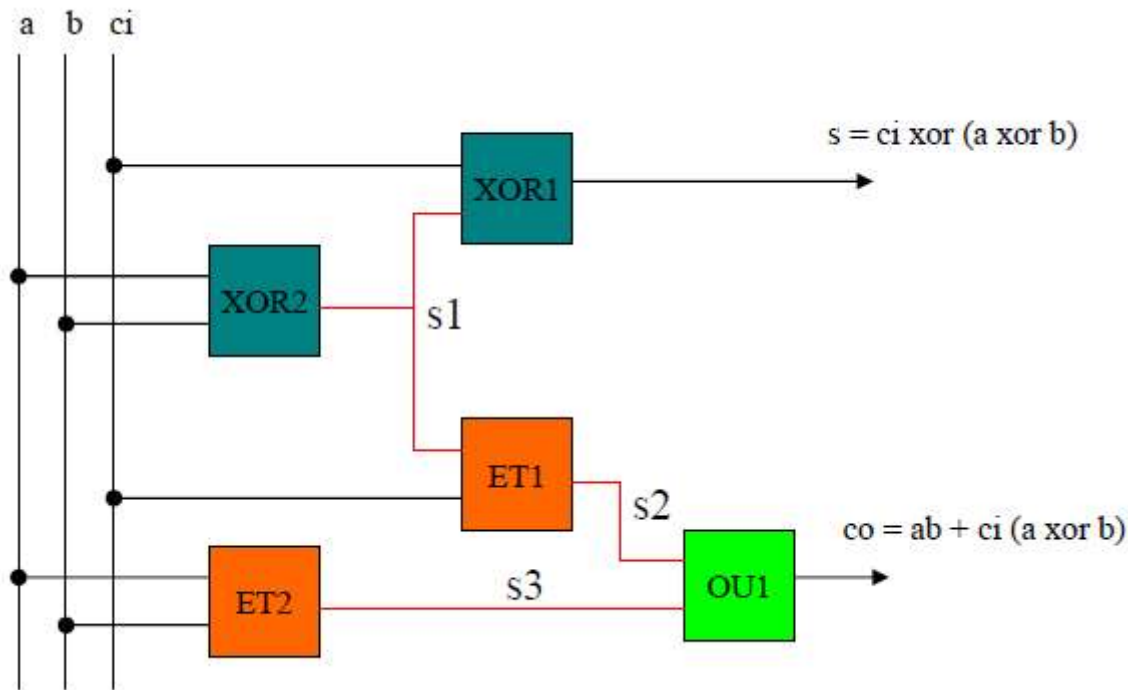 a b ci
s = ci xor (a xor b)
XOR1
XOR2
s1
ET1
s2
co = ab + ci (a xor b)
ET2
s3
OU1